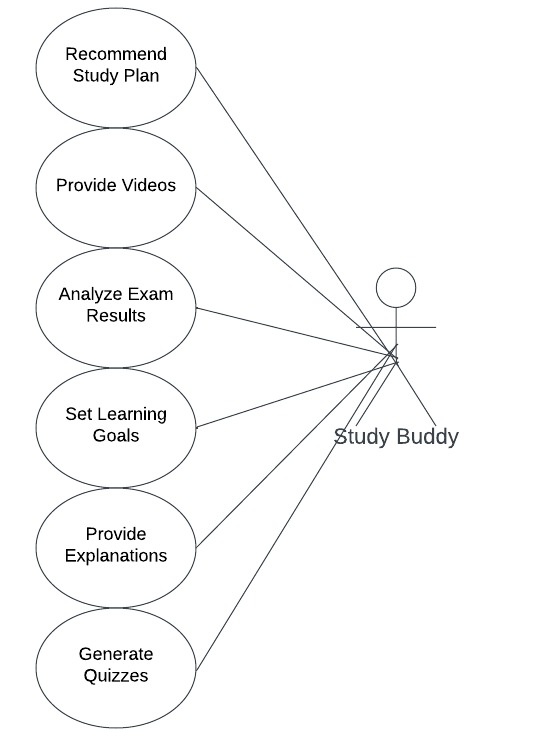 Recommend
Study Plan
Provide Videos
Analyze Exam
Results
Set Learning
Goals
Provide
Explanations
Generate
Quizzes
Study Buddy